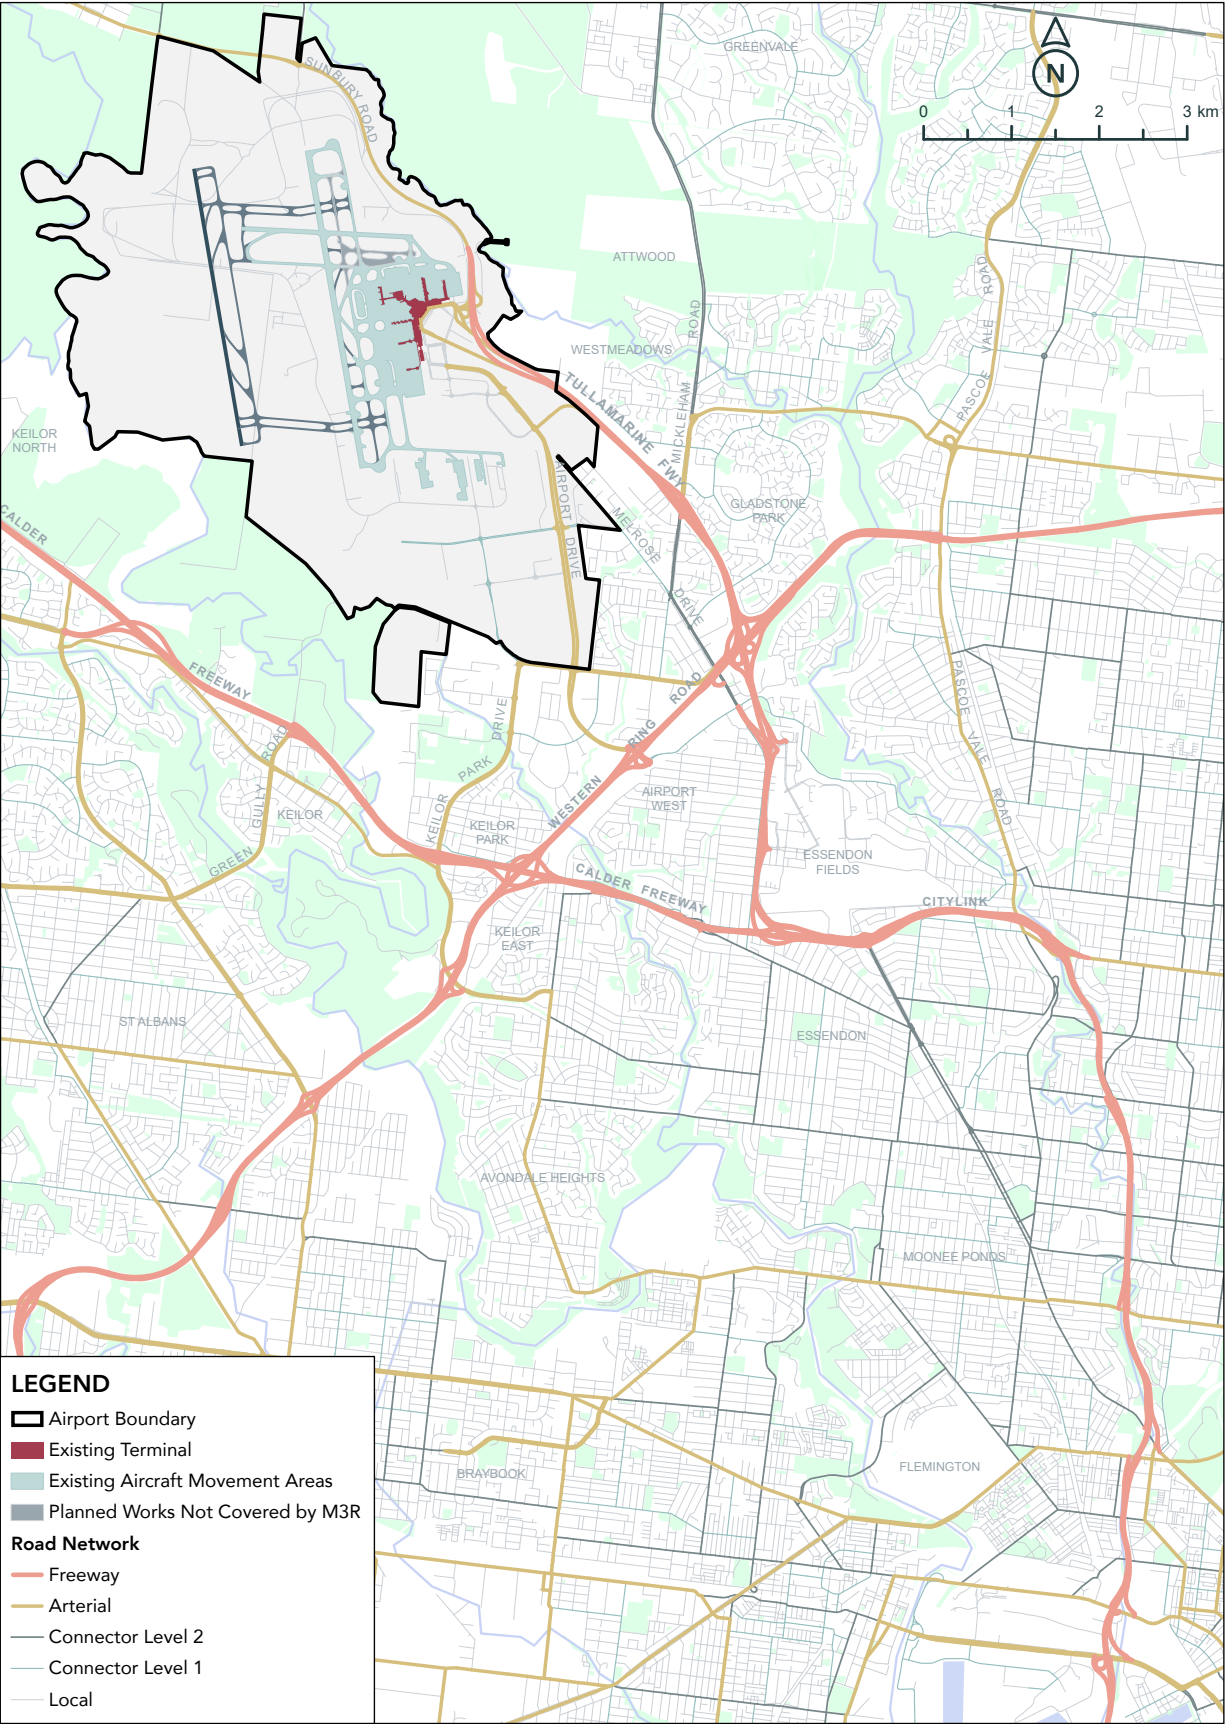 GREENVALE
N
0 1 2 3 km
SUNBURY ROAD
ATTWOOD
ROAD
PASCOE VALE ROAD
WESTMEADOWS
TULLAMARINE FWY
MICKLEHAM
KEILOR
NORTH
GLADSTONE
PARK
CALDER
AIRPORT DRIVE
MELROSE
DRIVE
FREEWAY
ROAD
PASCOE VALE ROAD
DRIVE
RING
ROAD
PARK
GULLY
KEILOR
KEILOR
KEILOR
PARK
WESTERN
AIRPORT
WEST
GREEN
ESSENDON
FIELDS
CALDER FREEWAY
CITYLINK
KEILOR
EAST
ST ALBANS
ESSENDON
AVONDALE HEIGHTS
MOONEE PONDS
BRAYBOOK
FLEMINGTON
LEGEND
Airport Boundary
Existing Terminal
Existing Aircraft Movement Areas
Planned Works Not Covered by M3R
Road Network
Freeway
Arterial
Connector Level 2
Connector Level 1
Local